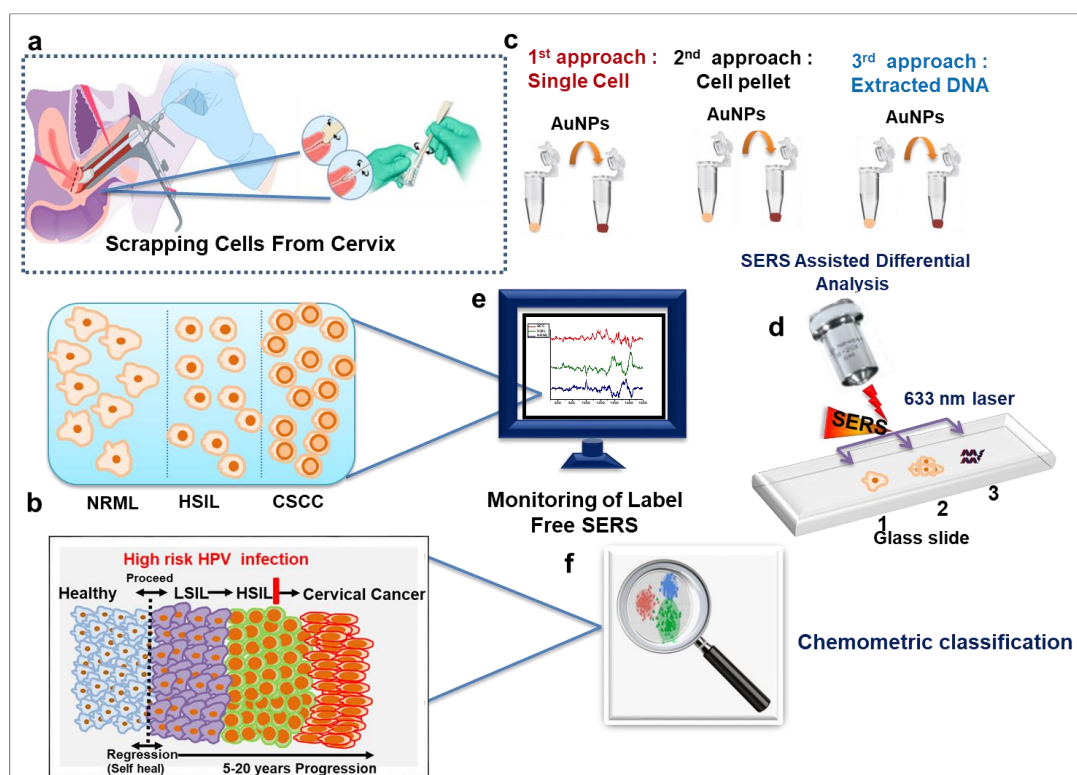 a
Scrapping Cells From Cervix
c
1st approach :
Single Cell
2nd approach :
Cell pellet
3rd approach :
Extracted DNA
AuNPs
AuNPs
AuNPs
SERS Assisted Differential
Analysis
d
633 nm laser
SERS
1
2
3
Glass slide
NRML
HSIL
CSCC
e
Monitoring of Label
Free SERS
b
High risk HPV infection
Proceed
Healthy
LSIL
HSIL
Cervical Cancer
Regression
(Self heal)
5-20 years Progression
f
Chemometric classification